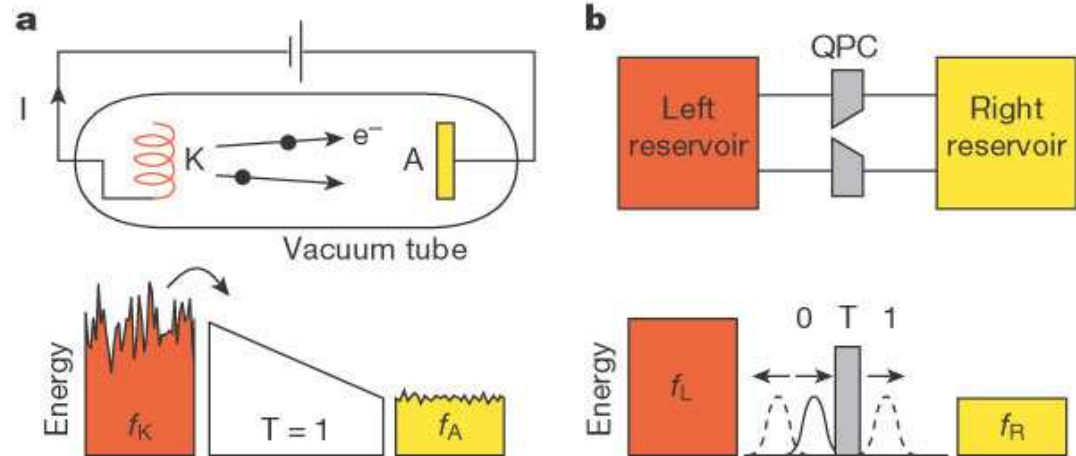 a
I
K
e⁻
A
Vacuum tube
Energy
f_K
T = 1
f_A
b
QPC
Left
reservoir
Right
reservoir
0 T 1
Energy
f_L
f_R